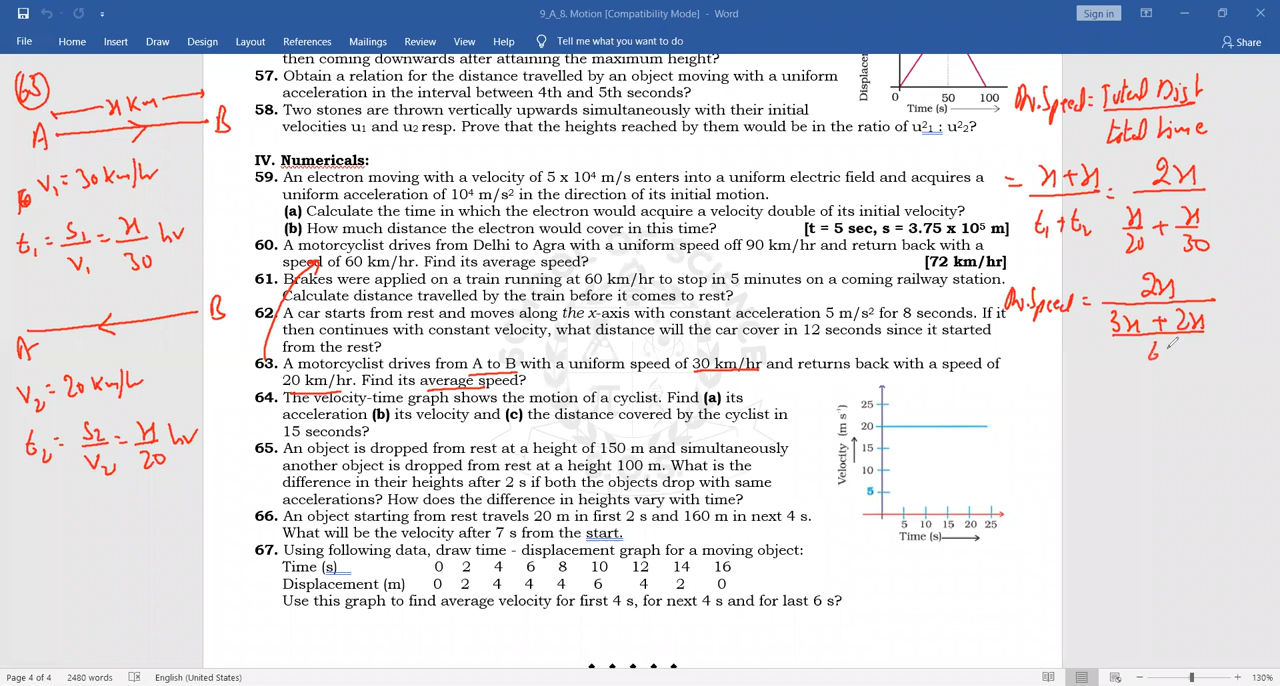 9_A_8. Motion [Compatibility Mode] - Word
Sign in
File Home Insert Draw Design Layout References Mailings Review View Help Tell me what you want to do
Share
then coming downwards after attaining the maximum height?
57. Obtain a relation for the distance travelled by an object moving with a uniform
acceleration in the interval between 4th and 5th seconds?
58. Two stones are thrown vertically upwards simultaneously with their initial
velocities u1 and u2 resp. Prove that the heights reached by them would be in the ratio of u²1 : u²2?
Displacem
0 50 100
Time (s)
IV. Numericals:
59. An electron moving with a velocity of 5 x 10⁴ m/s enters into a uniform electric field and acquires a
uniform acceleration of 10⁴ m/s² in the direction of its initial motion.
(a) Calculate the time in which the electron would acquire a velocity double of its initial velocity?
(b) How much distance the electron would cover in this time? [t = 5 sec, s = 3.75 x 10⁵ m]
60. A motorcyclist drives from Delhi to Agra with a uniform speed off 90 km/hr and return back with a
speed of 60 km/hr. Find its average speed? [72 km/hr]
61. Brakes were applied on a train running at 60 km/hr to stop in 5 minutes on a coming railway station.
Calculate distance travelled by the train before it comes to rest?
62. A car starts from rest and moves along the x-axis with constant acceleration 5 m/s² for 8 seconds. If it
then continues with constant velocity, what distance will the car cover in 12 seconds since it started
from the rest?
63. A motorcyclist drives from A to B with a uniform speed of 30 km/hr and returns back with a speed of
20 km/hr. Find its average speed?
64. The velocity-time graph shows the motion of a cyclist. Find (a) its
acceleration (b) its velocity and (c) the distance covered by the cyclist in
15 seconds?
65. An object is dropped from rest at a height of 150 m and simultaneously
another object is dropped from rest at a height 100 m. What is the
difference in their heights after 2 s if both the objects drop with same
accelerations? How does the difference in heights vary with time?
66. An object starting from rest travels 20 m in first 2 s and 160 m in next 4 s.
What will be the velocity after 7 s from the start.
67. Using following data, draw time - displacement graph for a moving object:
Time (s) 0 2 4 6 8 10 12 14 16
Displacement (m) 0 2 4 4 4 6 4 2 0
Use this graph to find average velocity for first 4 s, for next 4 s and for last 6 s?
Velocity (m s⁻¹)
25
20
15
10
5
5 10 15 20 25
Time (s)
x km
A B
V₁ = 30 km/hr
t₁ = S₁/V₁ = x/30 hr
B
A
V₂ = 20 km/hr
t₂ = S₂/V₂ = x/20 hr
Av. Speed = Total Dist / total time
= x + x / t₁ + t₂ = 2x / x/20 + x/30
Av. Speed = 2x / 3x + 2x / 6
Page 4 of 4 2480 words English (United States) 130%